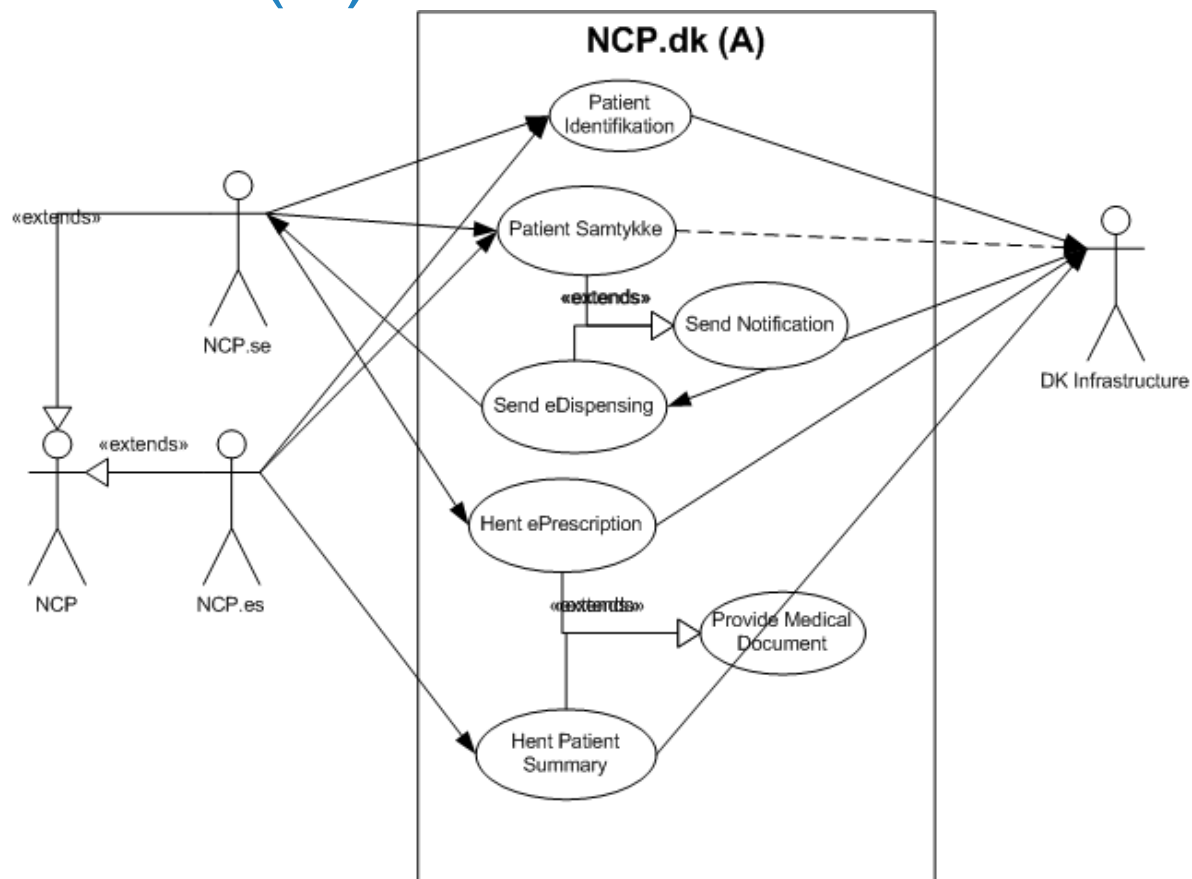 NCP.dk (A)
Patient
Identifikation
«extends»
Patient Samtykke
«extends»
Send Notification
NCP.se
DK Infrastructure
Send eDispensing
«extends»
Hent ePrescription
NCP
NCP.es
«extends»
Provide Medical
Document
Hent Patient
Summary